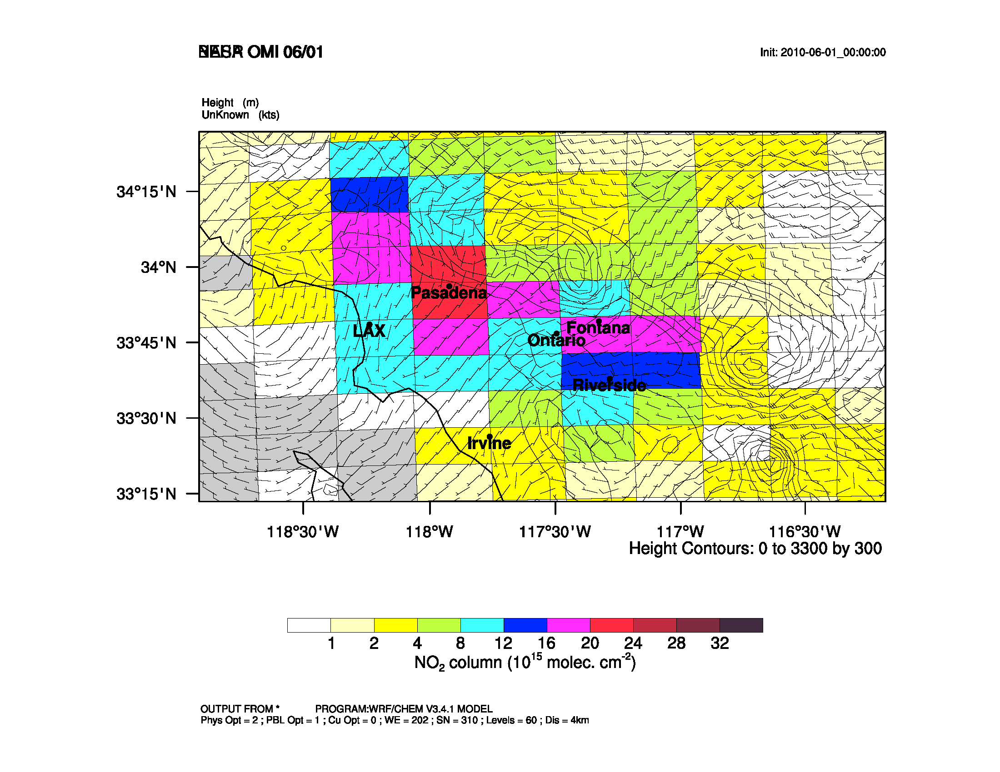 OMI 06/01
Init: 2010-06-01_00:00:00
Height (m)
UnKnown (kts)
34°15'N
34°N
33°45'N
33°30'N
33°15'N
Pasadena
LAX
Fontana
Ontario
Riverside
Irvine
118°30'W 118°W 117°30'W 117°W 116°30'W
Height Contours: 0 to 3300 by 300
1 2 4 8 12 16 20 24 28 32
NO₂ column (10¹⁵ molec. cm⁻²)
OUTPUT FROM * PROGRAM:WRF/CHEM V3.4.1 MODEL
Phys Opt = 2 ; PBL Opt = 1 ; Cu Opt = 0 ; WE = 202 ; SN = 310 ; Levels = 60 ; Dis = 4km